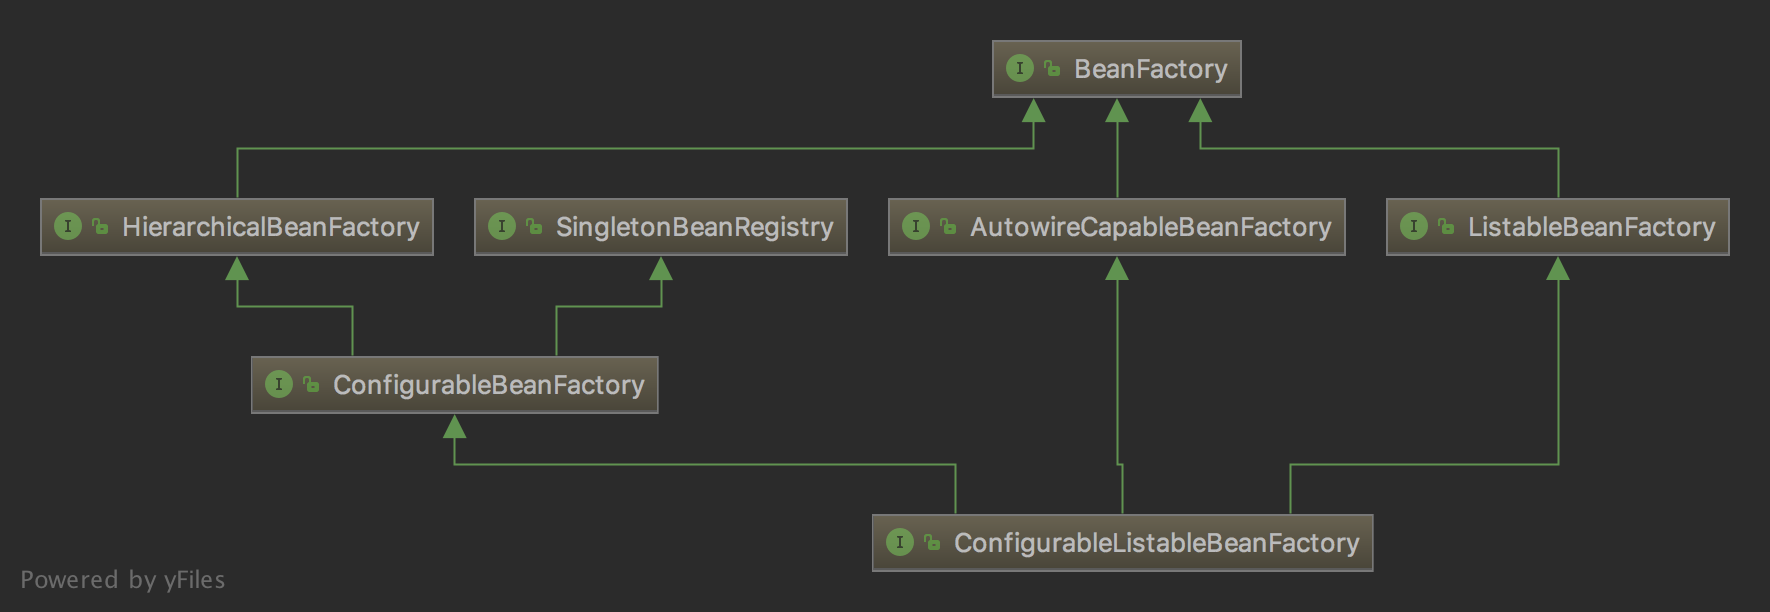 BeanFactory
HierarchicalBeanFactory
SingletonBeanRegistry
AutowireCapableBeanFactory
ListableBeanFactory
ConfigurableBeanFactory
ConfigurableListableBeanFactory
Powered by yFiles